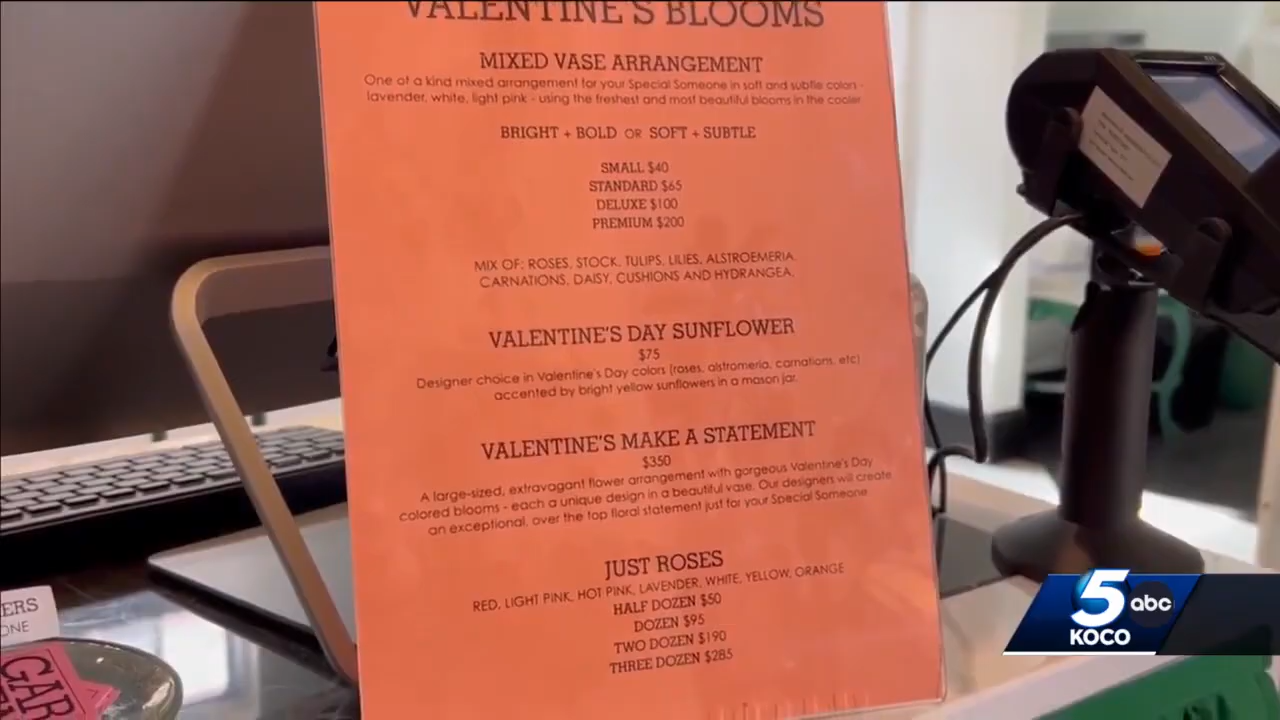 VALENTINE'S BLOOMS
MIXED VASE ARRANGEMENT
One of a kind mixed arrangement for your Special Someone in soft and subtle colors -
lavender, white, light pink - using the freshest and most beautiful blooms in the cooler
BRIGHT + BOLD OR SOFT + SUBTLE
SMALL $40
STANDARD $65
DELUXE $100
PREMIUM $200
MIX OF: ROSES, STOCK, TULIPS, LILIES, ALSTROEMERIA,
CARNATIONS, DAISY, CUSHIONS AND HYDRANGEA.
VALENTINE'S DAY SUNFLOWER
$75
Designer choice in Valentine's Day colors (roses, alstromeria, carnations, etc)
accented by bright yellow sunflowers in a mason jar.
VALENTINE'S MAKE A STATEMENT
$350
A large-sized, extravagant flower arrangement with gorgeous Valentine's Day
colored blooms - each a unique design in a beautiful vase. Our designers will create
an exceptional, over the top floral statement just for your Special Someone
JUST ROSES
RED, LIGHT PINK, HOT PINK, LAVENDER, WHITE, YELLOW, ORANGE
HALF DOZEN $50
DOZEN $95
TWO DOZEN $190
THREE DOZEN $285
ERS
ONE
GAR
5 abc
KOCO